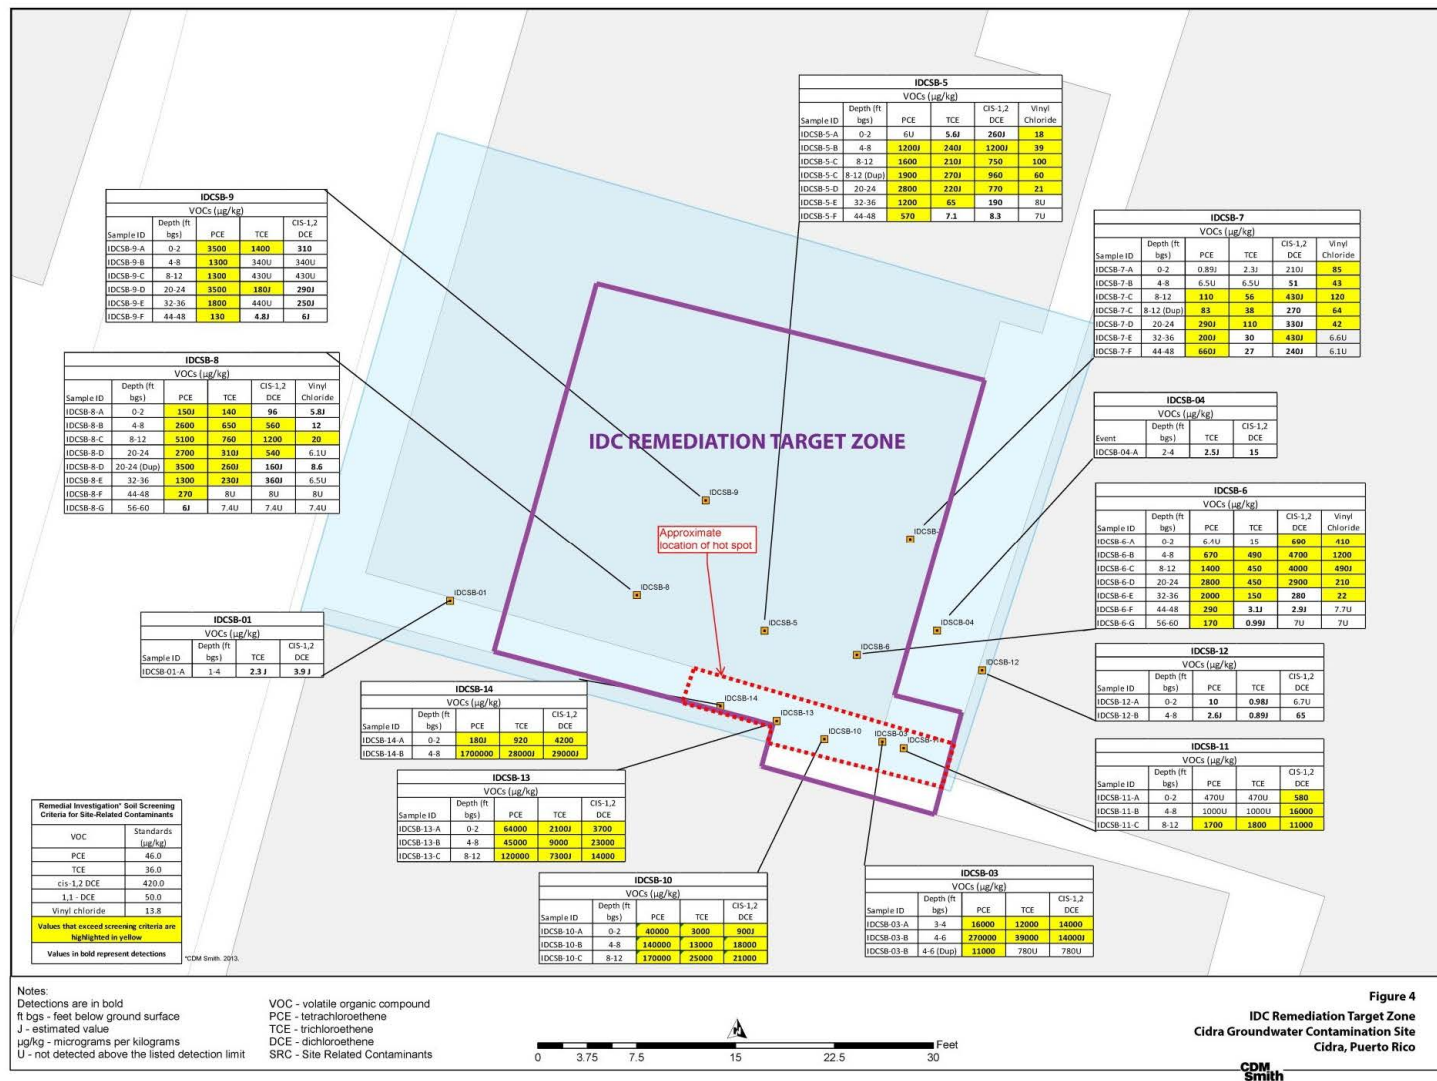 IDCSB-5
VOCs (µg/kg)
Sample ID Depth (ft bgs) PCE TCE CIS-1,2 DCE Vinyl Chloride
IDCSB-5-A 0-2 6U 5.6J 260J 18
IDCSB-5-B 4-8 1200J 240J 1200J 39
IDCSB-5-C 8-12 1600 210J 750 100
IDCSB-5-C 8-12 (Dup) 1900 270J 960 60
IDCSB-5-D 20-24 2800 220J 770 21
IDCSB-5-E 32-36 1200 65 190 8U
IDCSB-5-F 44-48 570 7.1 8.3 7U
IDCSB-9
VOCs (µg/kg)
Sample ID Depth (ft bgs) PCE TCE CIS-1,2 DCE
IDCSB-9-A 0-2 3500 1400 310
IDCSB-9-B 4-8 1300 340U 340U
IDCSB-9-C 8-12 1300 430U 430U
IDCSB-9-D 20-24 3500 180J 290J
IDCSB-9-E 32-36 1800 440U 250J
IDCSB-9-F 44-48 130 4.8J 6J
IDCSB-7
VOCs (µg/kg)
Sample ID Depth (ft bgs) PCE TCE CIS-1,2 DCE Vinyl Chloride
IDCSB-7-A 0-2 0.89J 2.3J 210J 85
IDCSB-7-B 4-8 6.5U 6.5U 51 43
IDCSB-7-C 8-12 110 56 430J 120
IDCSB-7-C 8-12 (Dup) 83 38 270 64
IDCSB-7-D 20-24 290J 110 330J 42
IDCSB-7-E 32-36 200J 30 430J 6.6U
IDCSB-7-F 44-48 660J 27 240J 6.1U
IDCSB-8
VOCs (µg/kg)
Sample ID Depth (ft bgs) PCE TCE CIS-1,2 DCE Vinyl Chloride
IDCSB-8-A 0-2 150J 140 96 5.8J
IDCSB-8-B 4-8 2600 650 560 12
IDCSB-8-C 8-12 5100 760 1200 20
IDCSB-8-D 20-24 2700 310J 540 6.1U
IDCSB-8-D 20-24 (Dup) 3500 260J 160J 8.6
IDCSB-8-E 32-36 1300 230J 360J 6.5U
IDCSB-8-F 44-48 270 8U 8U 8U
IDCSB-8-G 56-60 6J 7.4U 7.4U 7.4U
IDCSB-04
VOCs (µg/kg)
Event Depth (ft bgs) TCE CIS-1,2 DCE
IDCSB-04-A 2-4 2.5J 15
IDC REMEDIATION TARGET ZONE
IDCSB-9
Approximate
location of hot spot
IDCSB-6
VOCs (µg/kg)
Sample ID Depth (ft bgs) PCE TCE CIS-1,2 DCE Vinyl Chloride
IDCSB-6-A 0-2 6.4U 15 690 410
IDCSB-6-B 4-8 670 490 4700 1200
IDCSB-6-C 8-12 1400 450 4000 490J
IDCSB-6-D 20-24 2800 450 2900 210
IDCSB-6-E 32-36 2000 150 280 22
IDCSB-6-F 44-48 290 3.1J 2.9J 7.7U
IDCSB-6-G 56-60 170 0.99J 7U 7U
IDCSB-01
IDCSB-8
IDCSB-5
IDCSB-04
IDCSB-6
IDCSB-12
IDCSB-01
VOCs (µg/kg)
Sample ID Depth (ft bgs) TCE CIS-1,2 DCE
IDCSB-01-A 1-4 2.3 J 3.9 J
IDCSB-12
VOCs (µg/kg)
Sample ID Depth (ft bgs) PCE TCE CIS-1,2 DCE
IDCSB-12-A 0-2 10 0.98J 6.7U
IDCSB-12-B 4-8 2.6J 0.89J 65
IDCSB-14
IDCSB-13
IDCSB-10
IDCSB-03
IDCSB-14
VOCs (µg/kg)
Sample ID Depth (ft bgs) PCE TCE CIS-1,2 DCE
IDCSB-14-A 0-2 180J 920 4200
IDCSB-14-B 4-8 1700000 28000J 29000J
IDCSB-11
VOCs (µg/kg)
Sample ID Depth (ft bgs) PCE TCE CIS-1,2 DCE
IDCSB-11-A 0-2 470U 470U 580
IDCSB-11-B 4-8 1000U 1000U 16000
IDCSB-11-C 8-12 1700 1800 11000
IDCSB-13
VOCs (µg/kg)
Sample ID Depth (ft bgs) PCE TCE CIS-1,2 DCE
IDCSB-13-A 0-2 64000 2100J 3700
IDCSB-13-B 4-8 45000 9000 23000
IDCSB-13-C 8-12 120000 7300J 14000
Remedial Investigation* Soil Screening
Criteria for Site-Related Contaminants
VOC Standards (µg/kg)
PCE 46.0
TCE 36.0
cis-1,2 DCE 420.0
1,1 - DCE 50.0
Vinyl chloride 13.8
Values that exceed screening criteria are
highlighted in yellow
Values in bold represent detections
*CDM Smith, 2013.
IDCSB-10
VOCs (µg/kg)
Sample ID Depth (ft bgs) PCE TCE CIS-1,2 DCE
IDCSB-10-A 0-2 40000 3000 900J
IDCSB-10-B 4-8 140000 13000 18000
IDCSB-10-C 8-12 170000 25000 21000
IDCSB-03
VOCs (µg/kg)
Sample ID Depth (ft bgs) PCE TCE CIS-1,2 DCE
IDCSB-03-A 3-4 16000 12000 14000
IDCSB-03-B 4-6 270000 39000 14000J
IDCSB-03-B 4-6 (Dup) 11000 780U 780U
Notes:
Detections are in bold
ft bgs - feet below ground surface
J - estimated value
µg/kg - micrograms per kilograms
U - not detected above the listed detection limit
VOC - volatile organic compound
PCE - tetrachloroethene
TCE - trichloroethene
DCE - dichloroethene
SRC - Site Related Contaminants
0 3.75 7.5 15 22.5 30 Feet
Figure 4
IDC Remediation Target Zone
Cidra Groundwater Contamination Site
Cidra, Puerto Rico
CDM
Smith